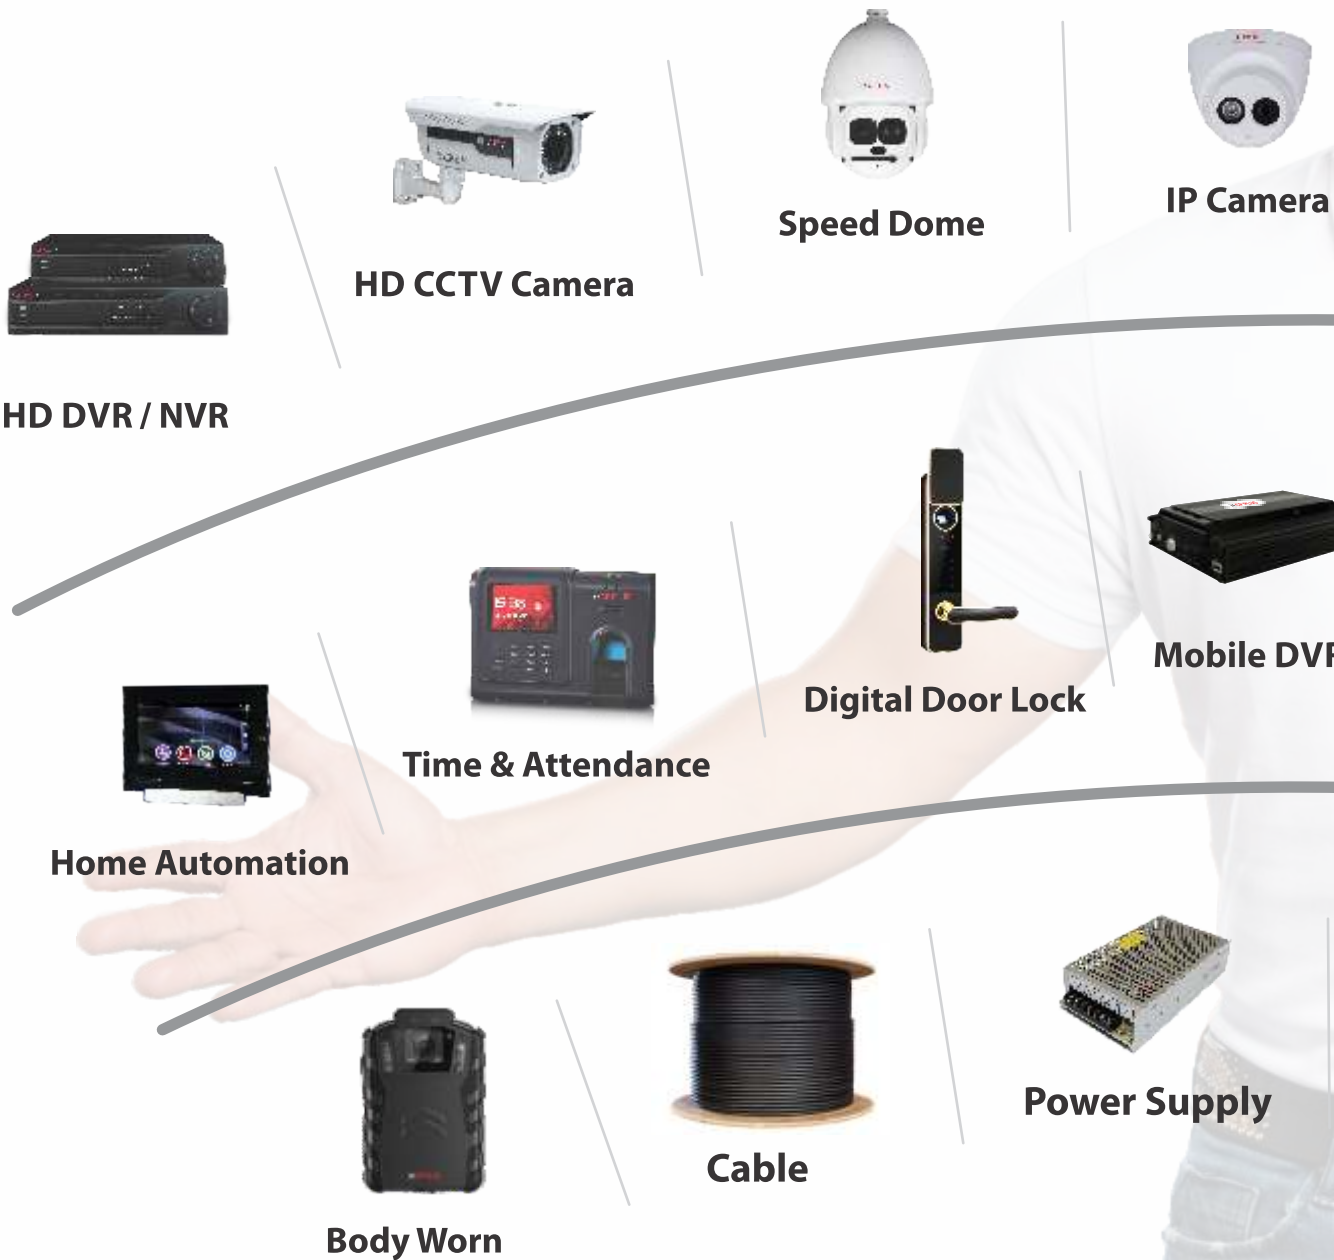 Speed Dome
IP Camera
HD CCTV Camera
HD DVR / NVR
Digital Door Lock
Mobile DVR
Time & Attendance
Home Automation
Power Supply
Cable
Body Worn